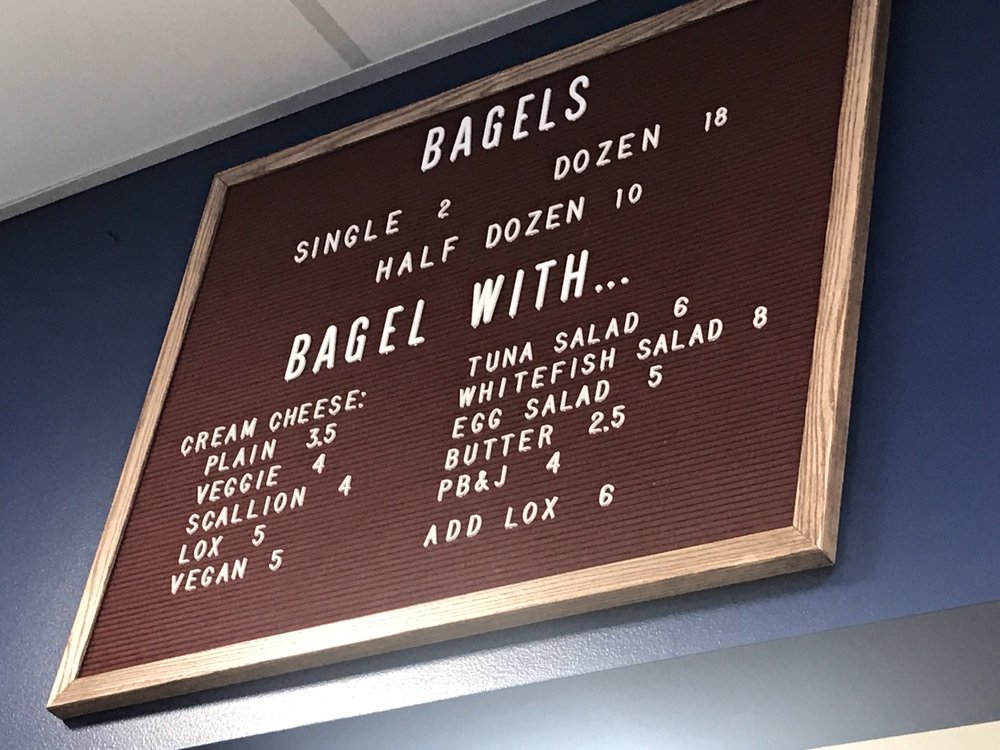 BAGELS
SINGLE 2 DOZEN 18
HALF DOZEN 10
BAGEL WITH...
CREAM CHEESE:
PLAIN 3.5
VEGGIE 4
SCALLION 4
LOX 5
VEGAN 5
TUNA SALAD 6
WHITEFISH SALAD 8
EGG SALAD 5
BUTTER 2.5
PB&J 4
ADD LOX 6